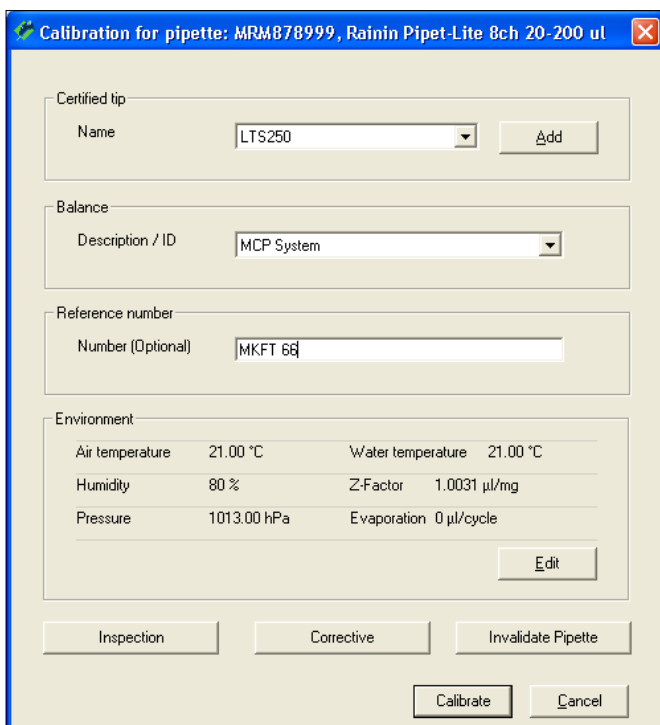 Calibration for pipette: MRM878999, Rainin Pipet-Lite 8ch 20-200 ul
Certified tip
Name LTS250 Add
Balance
Description / ID MCP System
Reference number
Number (Optional) MKFT 66
Environment
Air temperature 21.00 °C Water temperature 21.00 °C
Humidity 80 % Z-Factor 1.0031 µl/mg
Pressure 1013.00 hPa Evaporation 0 µl/cycle
Edit
Inspection Corrective Invalidate Pipette
Calibrate Cancel